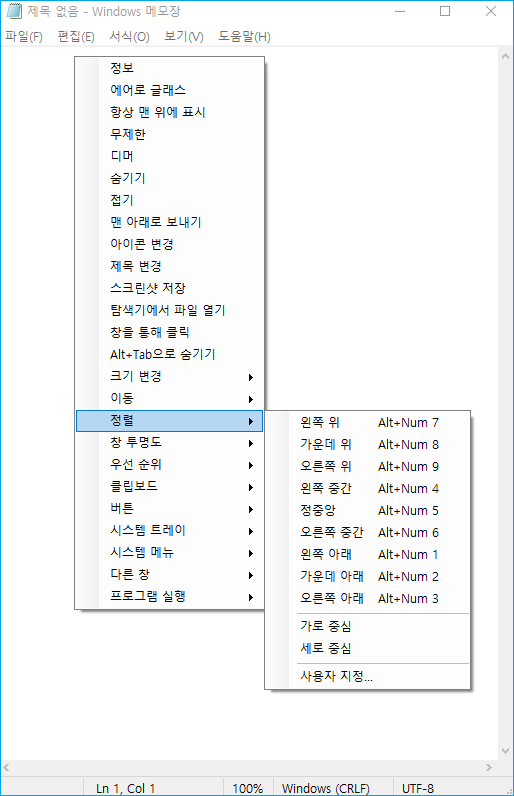 제목 없음 - Windows 메모장
파일(F) 편집(E) 서식(O) 보기(V) 도움말(H)
정보
에어로 글래스
항상 맨 위에 표시
무제한
디머
숨기기
접기
맨 아래로 보내기
아이콘 변경
제목 변경
스크린샷 저장
탐색기에서 파일 열기
창을 통해 클릭
Alt+Tab으로 숨기기
크기 변경
이동
정렬
창 투명도
우선 순위
클립보드
버튼
시스템 트레이
시스템 메뉴
다른 창
프로그램 실행
왼쪽 위 Alt+Num 7
가운데 위 Alt+Num 8
오른쪽 위 Alt+Num 9
왼쪽 중간 Alt+Num 4
정중앙 Alt+Num 5
오른쪽 중간 Alt+Num 6
왼쪽 아래 Alt+Num 1
가운데 아래 Alt+Num 2
오른쪽 아래 Alt+Num 3
가로 중심
세로 중심
사용자 지정...
Ln 1, Col 1 100% Windows (CRLF) UTF-8